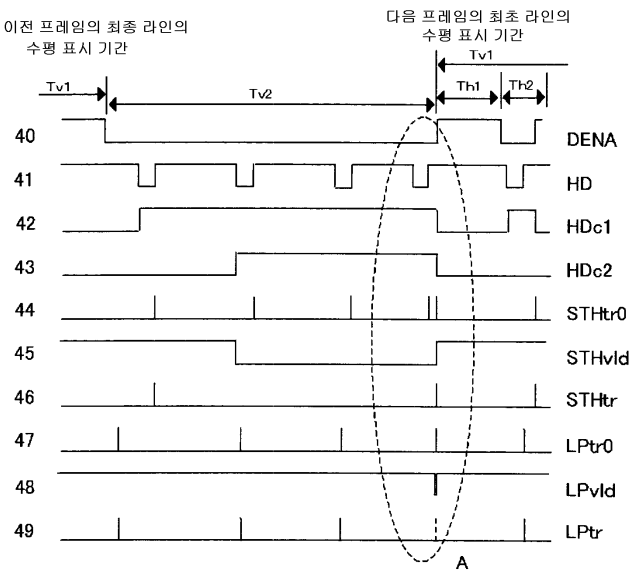 이전 프레임의 최종 라인의
수평 표시 기간
다음 프레임의 최초 라인의
수평 표시 기간
Tv1
Tv2
Tv1
Th1
Th2
40 DENA
41 HD
42 HDc1
43 HDc2
44 STHtr0
45 STHvld
46 STHtr
47 LPtr0
48 LPvld
49 LPtr
A